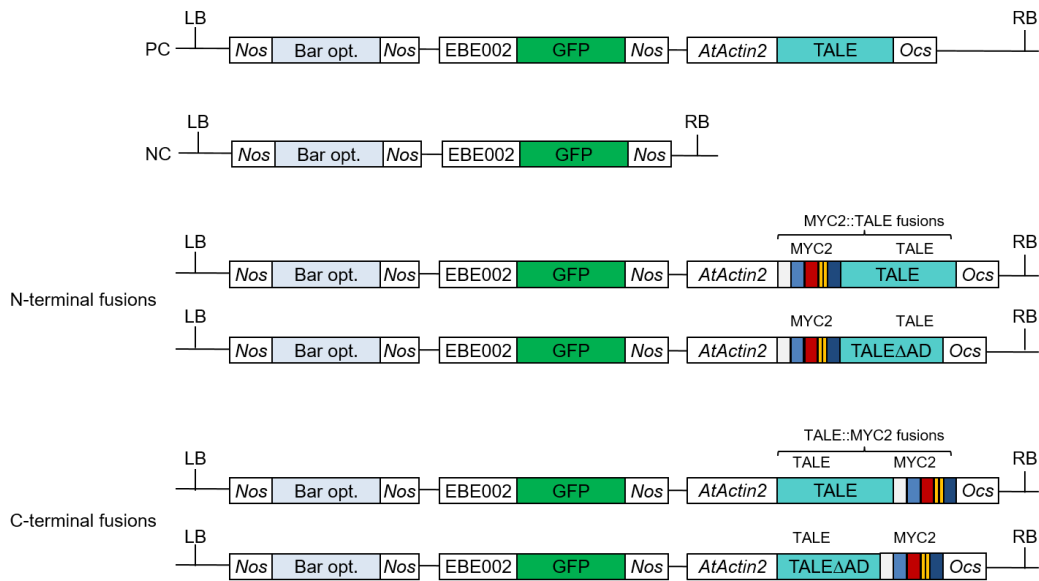 LB RB
PC Nos Bar opt. Nos EBE002 GFP Nos AtActin2 TALE Ocs
LB RB
NC Nos Bar opt. Nos EBE002 GFP Nos
MYC2::TALE fusions
LB MYC2 TALE RB
Nos Bar opt. Nos EBE002 GFP Nos AtActin2 TALE Ocs
N-terminal fusions
LB MYC2 TALE RB
Nos Bar opt. Nos EBE002 GFP Nos AtActin2 TALEΔAD Ocs
TALE::MYC2 fusions
LB TALE MYC2 RB
Nos Bar opt. Nos EBE002 GFP Nos AtActin2 TALE Ocs
C-terminal fusions
LB TALE MYC2 RB
Nos Bar opt. Nos EBE002 GFP Nos AtActin2 TALEΔAD Ocs